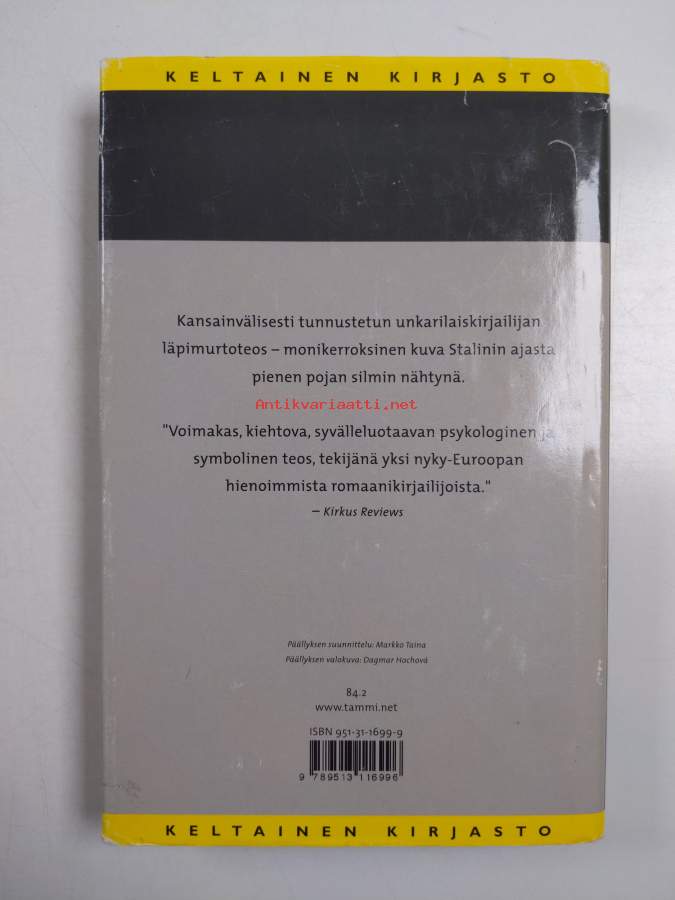 KELTAINEN KIRJASTO
Kansainvälisesti tunnustetun unkarilaiskirjailijan
läpimurtoteos – monikerroksinen kuva Stalinin ajasta
pienen pojan silmin nähtynä.
Antikvariaatti.net
"Voimakas, kiehtova, syvälleluotaavan psykologinen ja
symbolinen teos, tekijänä yksi nyky-Euroopan
hienoimmista romaanikirjailijoista."
– Kirkus Reviews
Päällyksen suunnittelu: Markko Taina
Päällyksen valokuva: Dagmar Hochová
84.2
www.tammi.net
ISBN 951-31-1699-9
9 789513 116996
KELTAINEN KIRJASTO